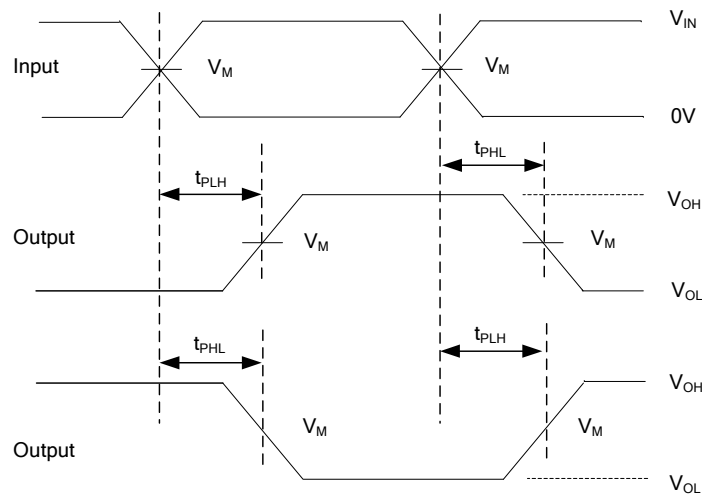 V_IN
Input
V_M
V_M
0V
t_PLH
t_PHL
V_OH
Output
V_M
V_M
V_OL
t_PHL
t_PLH
V_OH
Output
V_M
V_M
V_OL